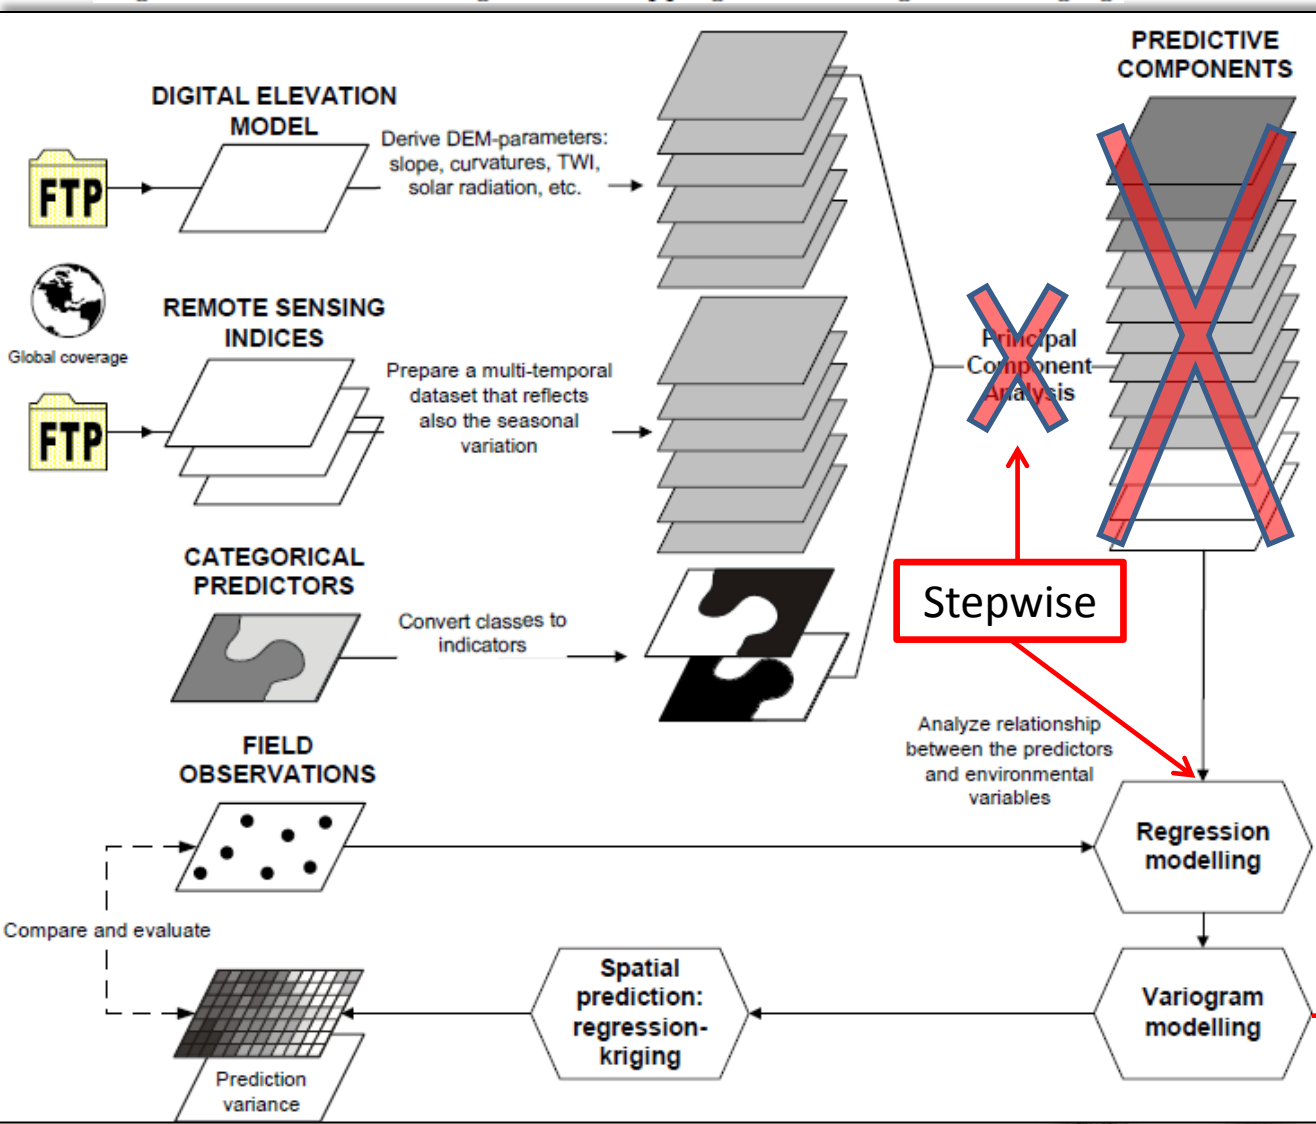 PREDICTIVE
COMPONENTS
DIGITAL ELEVATION
MODEL
Derive DEM-parameters:
slope, curvatures, TWI,
solar radiation, etc.
FTP
Global coverage
REMOTE SENSING
INDICES
Prepare a multi-temporal
dataset that reflects
also the seasonal
variation
FTP
Principal
Component
Analysis
CATEGORICAL
PREDICTORS
Convert classes to
indicators
Stepwise
FIELD
OBSERVATIONS
Analyze relationship
between the predictors
and environmental
variables
Regression
modelling
Compare and evaluate
Spatial
prediction:
regression-
kriging
Variogram
modelling
Prediction
variance